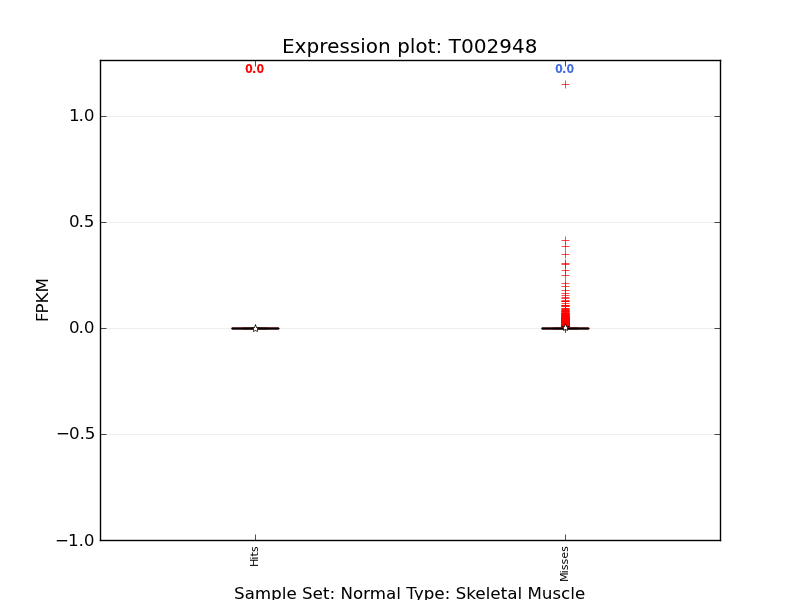 Expression plot: T002948
0.0 0.0
1.0
0.5
0.0
−0.5
−1.0
FPKM
Hits Misses
Sample Set: Normal Type: Skeletal Muscle